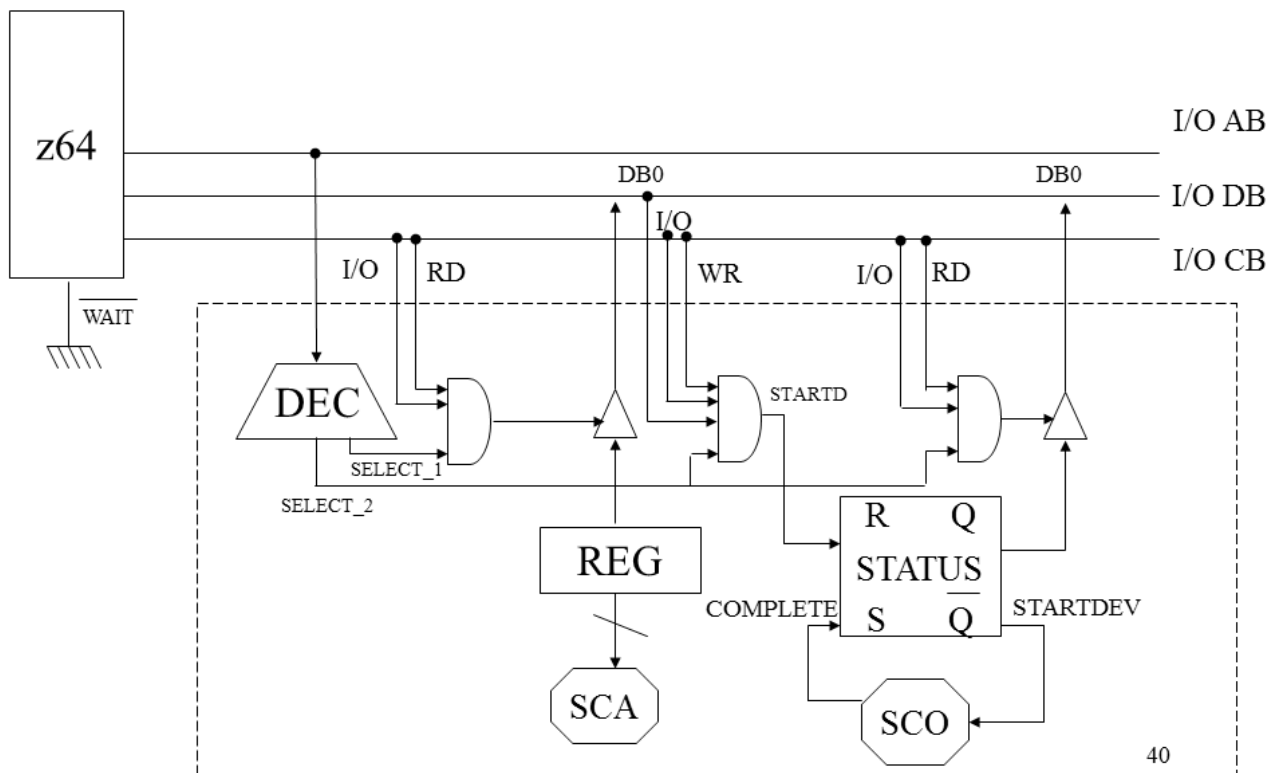 z64
I/O AB
DB0
DB0
I/O DB
I/O
I/O CB
I/O
RD
WR
I/O
RD
WAIT
DEC
STARTD
SELECT_1
SELECT_2
R Q
REG
STATUS
COMPLETE
STARTDEV
S Q
SCA
SCO
40